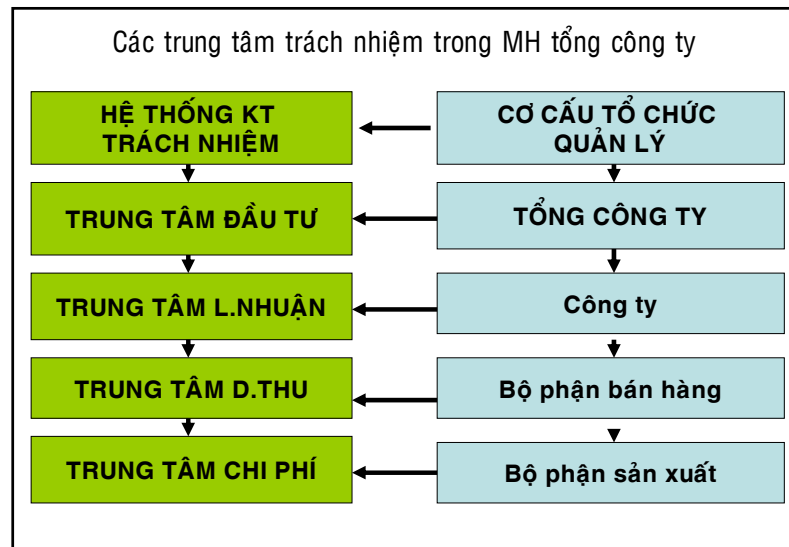 Các trung tâm trách nhiệm trong MH tổng công ty
HỆ THỐNG KT
TRÁCH NHIỆM
CƠ CẤU TỔ CHỨC
QUẢN LÝ
TRUNG TÂM ĐẦU TƯ
TỔNG CÔNG TY
TRUNG TÂM L.NHUẬN
Công ty
TRUNG TÂM D.THU
Bộ phận bán hàng
TRUNG TÂM CHI PHÍ
Bộ phận sản xuất